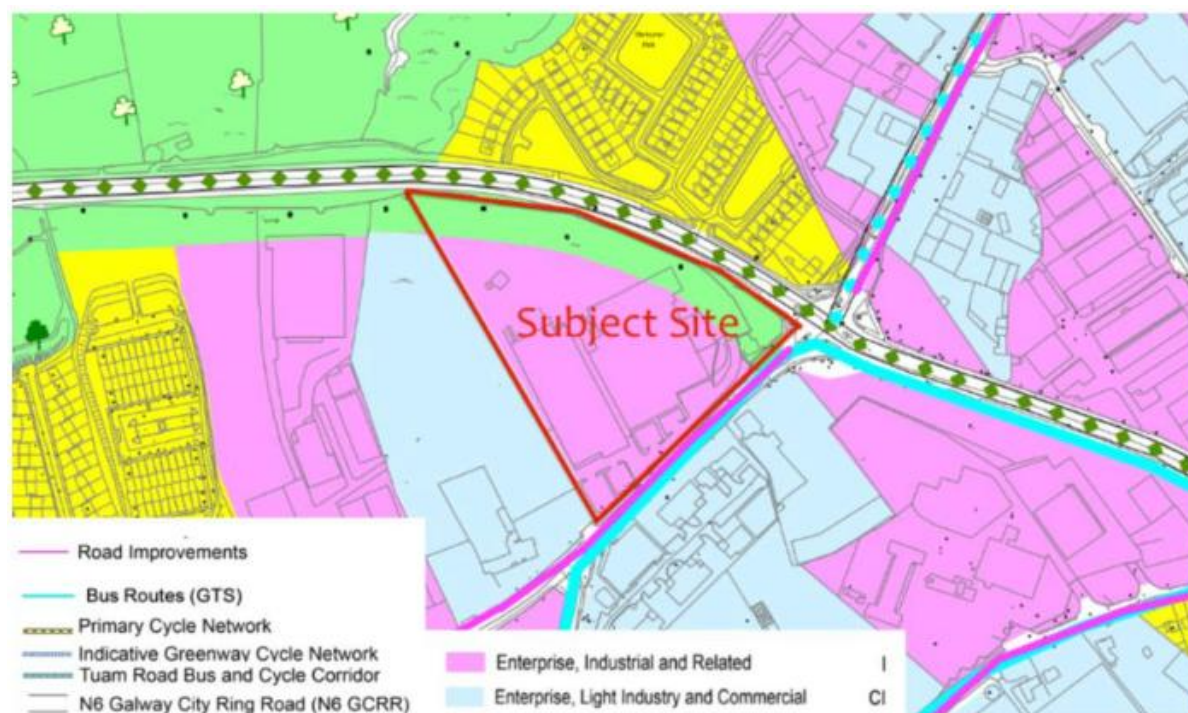 Subject Site
Road Improvements
Bus Routes (GTS)
Primary Cycle Network
Indicative Greenway Cycle Network
Tuam Road Bus and Cycle Corridor
N6 Galway City Ring Road (N6 GCRR)
Enterprise, Industrial and Related I
Enterprise, Light Industry and Commercial CI